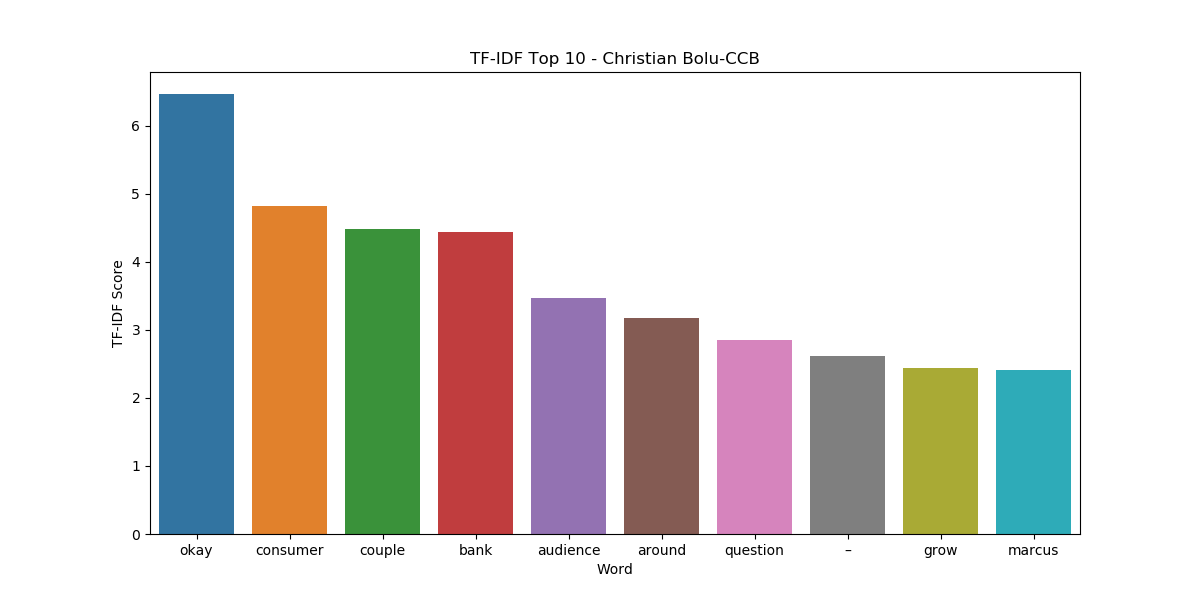 TF-IDF Top 10 - Christian Bolu-CCB
TF-IDF Score
6
5
4
3
2
1
0
okay consumer couple bank audience around question – grow marcus
Word